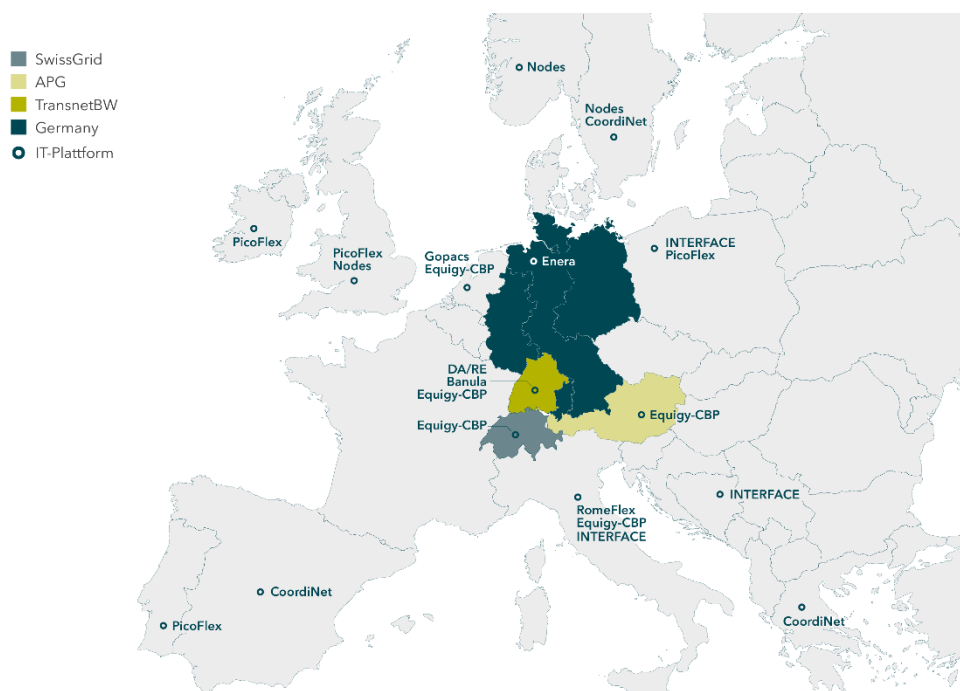 SwissGrid
APG
TransnetBW
Germany
IT-Plattform
Nodes
Nodes
CoordiNet
PicoFlex
PicoFlex
Nodes
Gopacs
Equigy-CBP
Enera
INTERFACE
PicoFlex
DA/RE
Banula
Equigy-CBP
Equigy-CBP
Equigy-CBP
INTERFACE
RomeFlex
Equigy-CBP
INTERFACE
CoordiNet
PicoFlex
CoordiNet